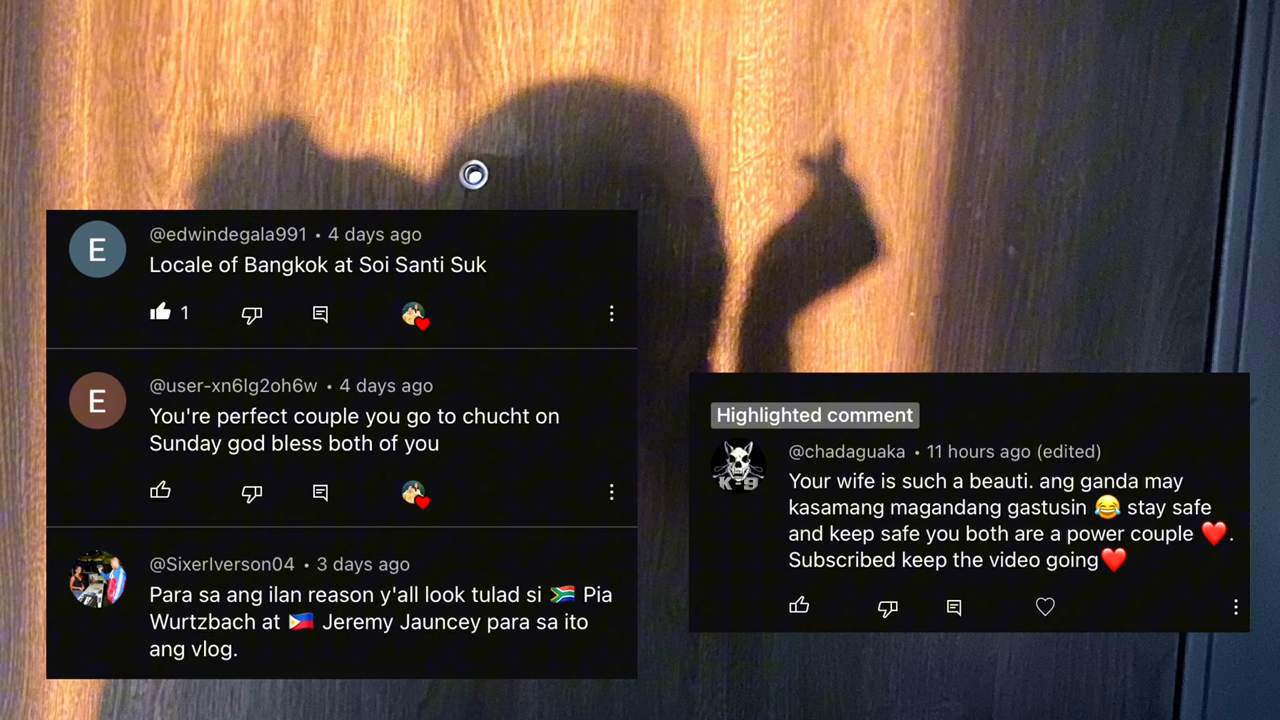 E
@edwindegala991 • 4 days ago
Locale of Bangkok at Soi Santi Suk
1
E
@user-xn6lg2oh6w • 4 days ago
You're perfect couple you go to chucht on
Sunday god bless both of you
@SixerIverson04 • 3 days ago
Para sa ang ilan reason y'all look tulad si 🇿🇦 Pia
Wurtzbach at 🇵🇭 Jeremy Jauncey para sa ito
ang vlog.
Highlighted comment
K-9
@chadaguaka • 11 hours ago (edited)
Your wife is such a beauti. ang ganda may
kasamang magandang gastusin 😂 stay safe
and keep safe you both are a power couple ❤️.
Subscribed keep the video going❤️